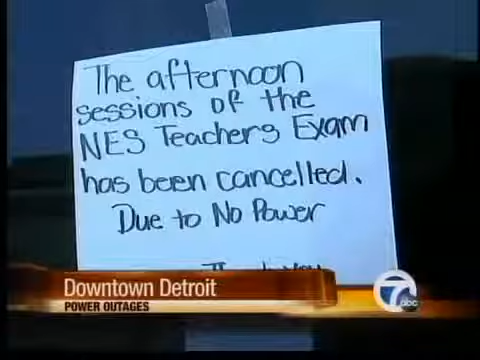 The afternoon
sessions of the
NES Teachers Exam
has been cancelled.
Due to No Power
Downtown Detroit
POWER OUTAGES
7 abc